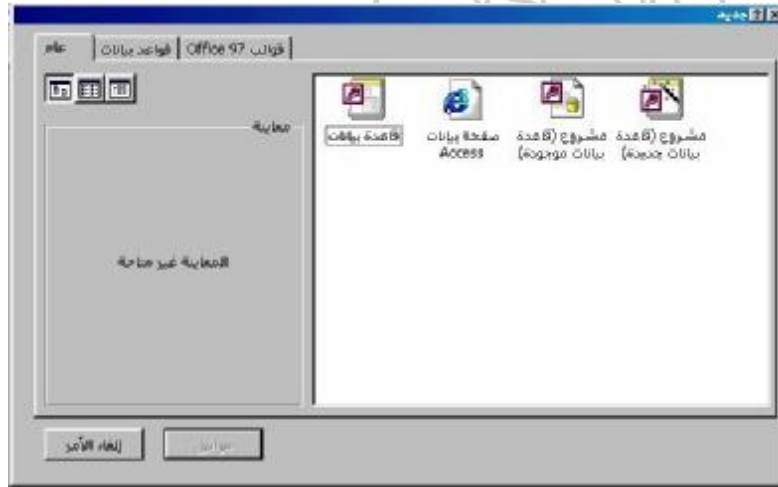 جديد
عام
قواعد بيانات
قوالب Office 97
قاعدة بيانات
صفحة بيانات
Access
مشروع (قاعدة
بيانات موجودة)
مشروع (قاعدة
بيانات جديدة)
معاينة
المعاينة غير متاحة
إلغاء الأمر
موافق